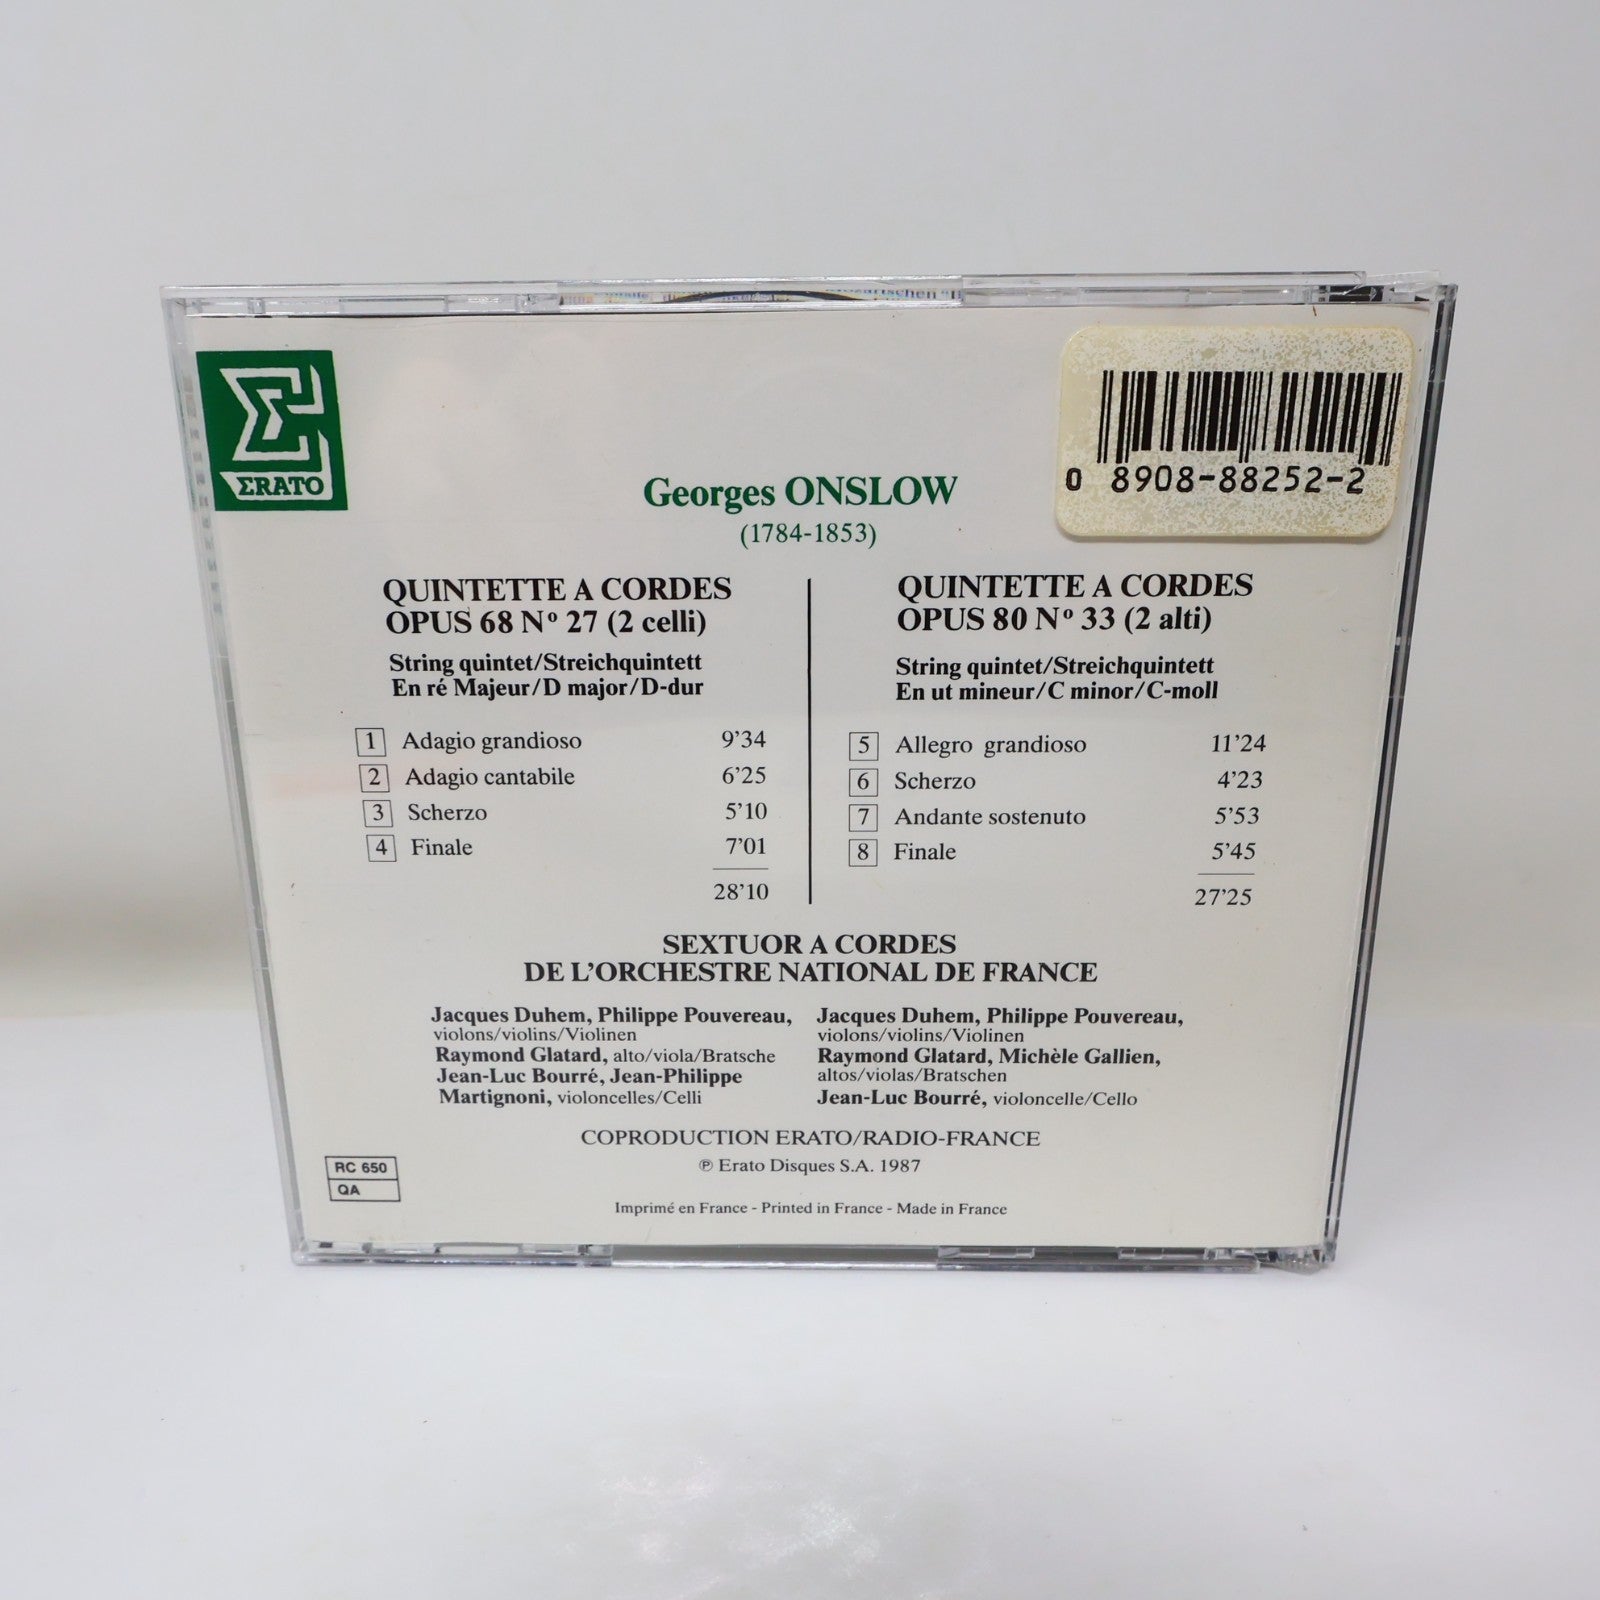 ERATO
0 8908-88252-2
Georges ONSLOW
(1784-1853)
QUINTETTE A CORDES
OPUS 68 Nº 27 (2 celli)
String quintet/Streichquintett
En ré Majeur/D major/D-dur
1 Adagio grandioso 9'34
2 Adagio cantabile 6'25
3 Scherzo 5'10
4 Finale 7'01
28'10
QUINTETTE A CORDES
OPUS 80 Nº 33 (2 alti)
String quintet/Streichquintett
En ut mineur/C minor/C-moll
5 Allegro grandioso 11'24
6 Scherzo 4'23
7 Andante sostenuto 5'53
8 Finale 5'45
27'25
SEXTUOR A CORDES
DE L'ORCHESTRE NATIONAL DE FRANCE
Jacques Duhem, Philippe Pouvereau,
violons/violins/Violinen
Raymond Glatard, alto/viola/Bratsche
Jean-Luc Bourré, Jean-Philippe
Martignoni, violoncelles/Celli
Jacques Duhem, Philippe Pouvereau,
violons/violins/Violinen
Raymond Glatard, Michèle Gallien,
altos/violas/Bratschen
Jean-Luc Bourré, violoncelle/Cello
COPRODUCTION ERATO/RADIO-FRANCE
℗ Erato Disques S.A. 1987
RC 650
QA
Imprimé en France - Printed in France - Made in France